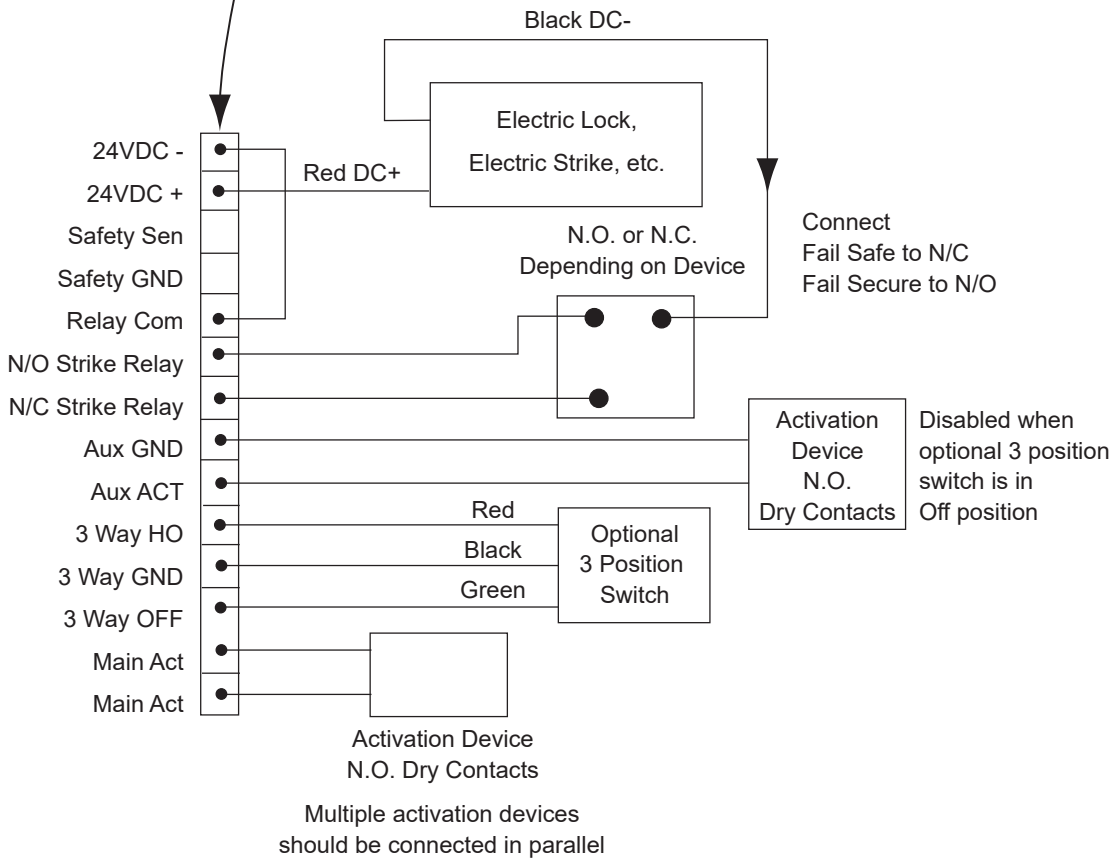 Black DC-
Electric Lock,
Electric Strike, etc.
24VDC -
Red DC+
24VDC +
Safety Sen
Safety GND
Relay Com
N/O Strike Relay
N/C Strike Relay
Aux GND
Aux ACT
3 Way HO
3 Way GND
3 Way OFF
Main Act
Main Act
N.O. or N.C.
Depending on Device
Connect
Fail Safe to N/C
Fail Secure to N/O
Activation
Device
N.O.
Dry Contacts
Disabled when
optional 3 position
switch is in
Off position
Red
Black
Green
Optional
3 Position
Switch
Activation Device
N.O. Dry Contacts
Multiple activation devices
should be connected in parallel